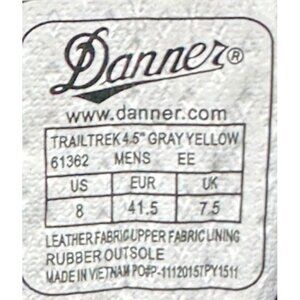 Danner®
www.danner.com
TRAILTREK 4.5" GRAY YELLOW
61362 MENS EE
US EUR UK
8 41.5 7.5
LEATHER FABRIC UPPER FABRIC LINING
RUBBER OUTSOLE
MADE IN VIETNAM PO#P-1112015TPY1511